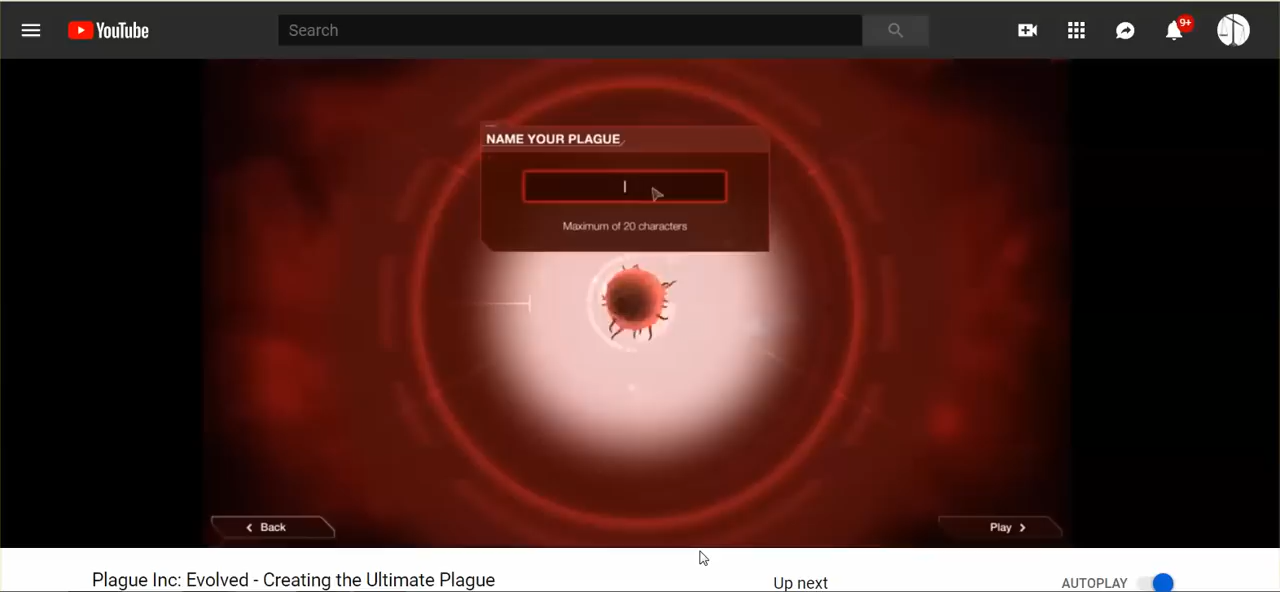 YouTube
Search
9+
NAME YOUR PLAGUE
Maximum of 20 characters
Back
Play
Plague Inc: Evolved - Creating the Ultimate Plague
Up next
AUTOPLAY